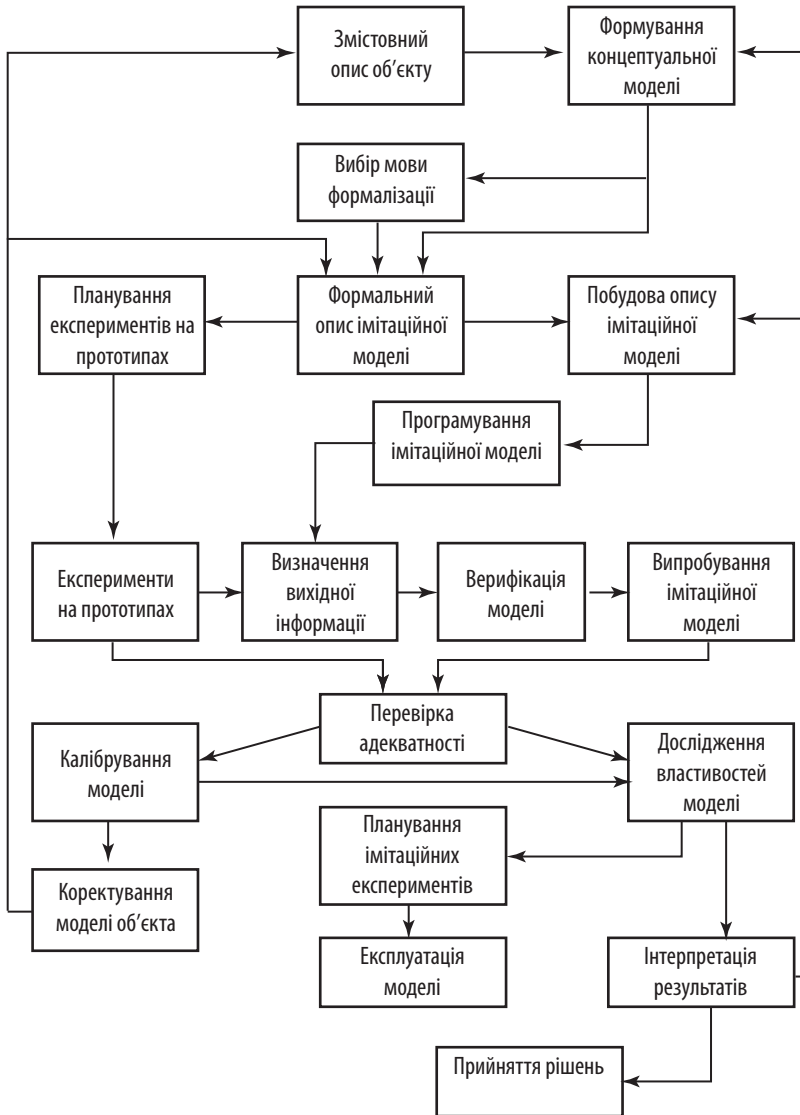 Змістовний
опис об’єкту
Формування
концептуальної
моделі
Вибір мови
формалізації
Планування
експериментів на
прототипах
Формальний
опис імітаційної
моделі
Побудова опису
імітаційної
моделі
Програмування
імітаційної моделі
Експерименти
на прототипах
Визначення
вихідної
інформації
Верифікація
моделі
Випробування
імітаційної
моделі
Перевірка
адекватності
Калібрування
моделі
Дослідження
властивостей
моделі
Планування
імітаційних
експериментів
Коректування
моделі об’єкта
Експлуатація
моделі
Інтерпретація
результатів
Прийняття рішень